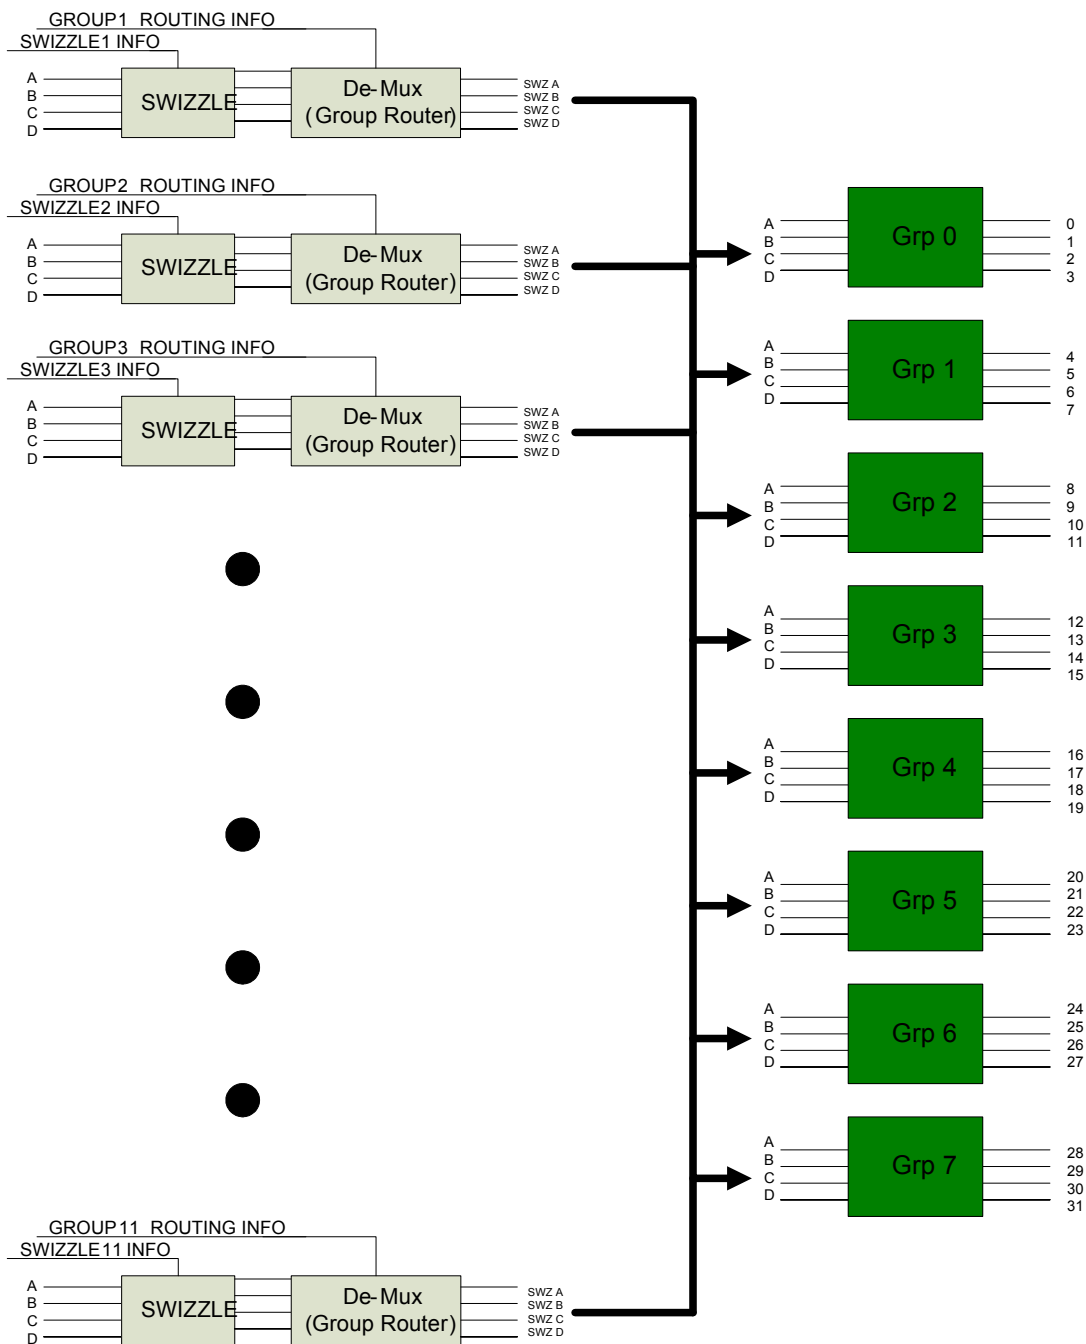 GROUP1 ROUTING INFO
SWIZZLE1 INFO
A
B
C
D
SWIZZLE
De-Mux
(Group Router)
SWZ A
SWZ B
SWZ C
SWZ D
GROUP2 ROUTING INFO
SWIZZLE2 INFO
A
B
C
D
SWIZZLE
De-Mux
(Group Router)
SWZ A
SWZ B
SWZ C
SWZ D
GROUP3 ROUTING INFO
SWIZZLE3 INFO
A
B
C
D
SWIZZLE
De-Mux
(Group Router)
SWZ A
SWZ B
SWZ C
SWZ D
GROUP11 ROUTING INFO
SWIZZLE11 INFO
A
B
C
D
SWIZZLE
De-Mux
(Group Router)
SWZ A
SWZ B
SWZ C
SWZ D
A
B
C
D
Grp 0
0
1
2
3
A
B
C
D
Grp 1
4
5
6
7
A
B
C
D
Grp 2
8
9
10
11
A
B
C
D
Grp 3
12
13
14
15
A
B
C
D
Grp 4
16
17
18
19
A
B
C
D
Grp 5
20
21
22
23
A
B
C
D
Grp 6
24
25
26
27
A
B
C
D
Grp 7
28
29
30
31